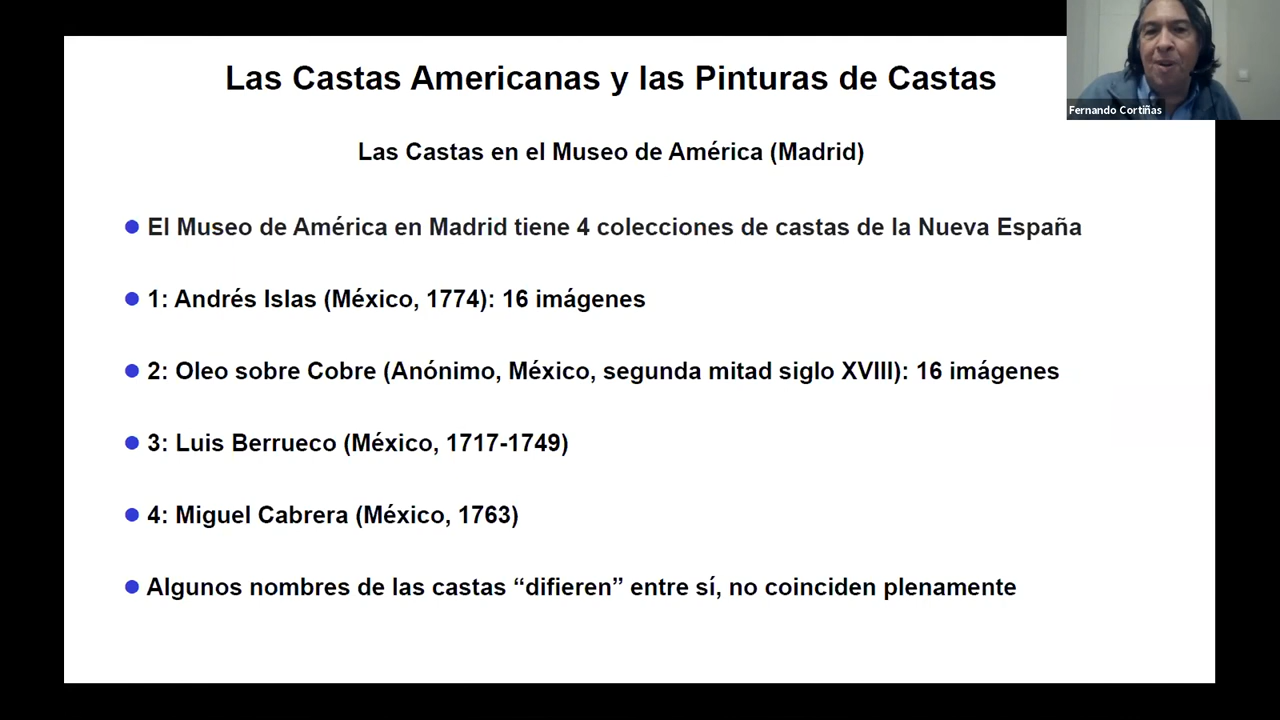 Las Castas Americanas y las Pinturas de Castas
Fernando Cortiñas
Las Castas en el Museo de América (Madrid)
El Museo de América en Madrid tiene 4 colecciones de castas de la Nueva España
1: Andrés Islas (México, 1774): 16 imágenes
2: Oleo sobre Cobre (Anónimo, México, segunda mitad siglo XVIII): 16 imágenes
3: Luis Berrueco (México, 1717-1749)
4: Miguel Cabrera (México, 1763)
Algunos nombres de las castas “difieren” entre sí, no coinciden plenamente